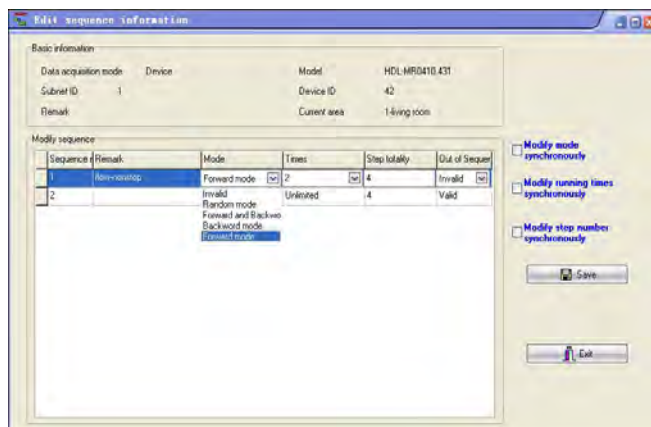 Edit sequence information
Basic information
Data acquisition mode Device Model HDL-MR0410.431
Subnet ID 1 Device ID 42
Remark Current area 1-living room
Modify sequence
Sequence Remark Mode Times Step totality Out of Sequer
1 Forward mode 2 4 Invalid
2 Unlimited 4 Valid
Invalid
Random mode
Forward and Backwo
Backword mode
Forward mode
Modify mode
synchronously
Modify running times
synchronously
Modify step number
synchronously
Save
Exit